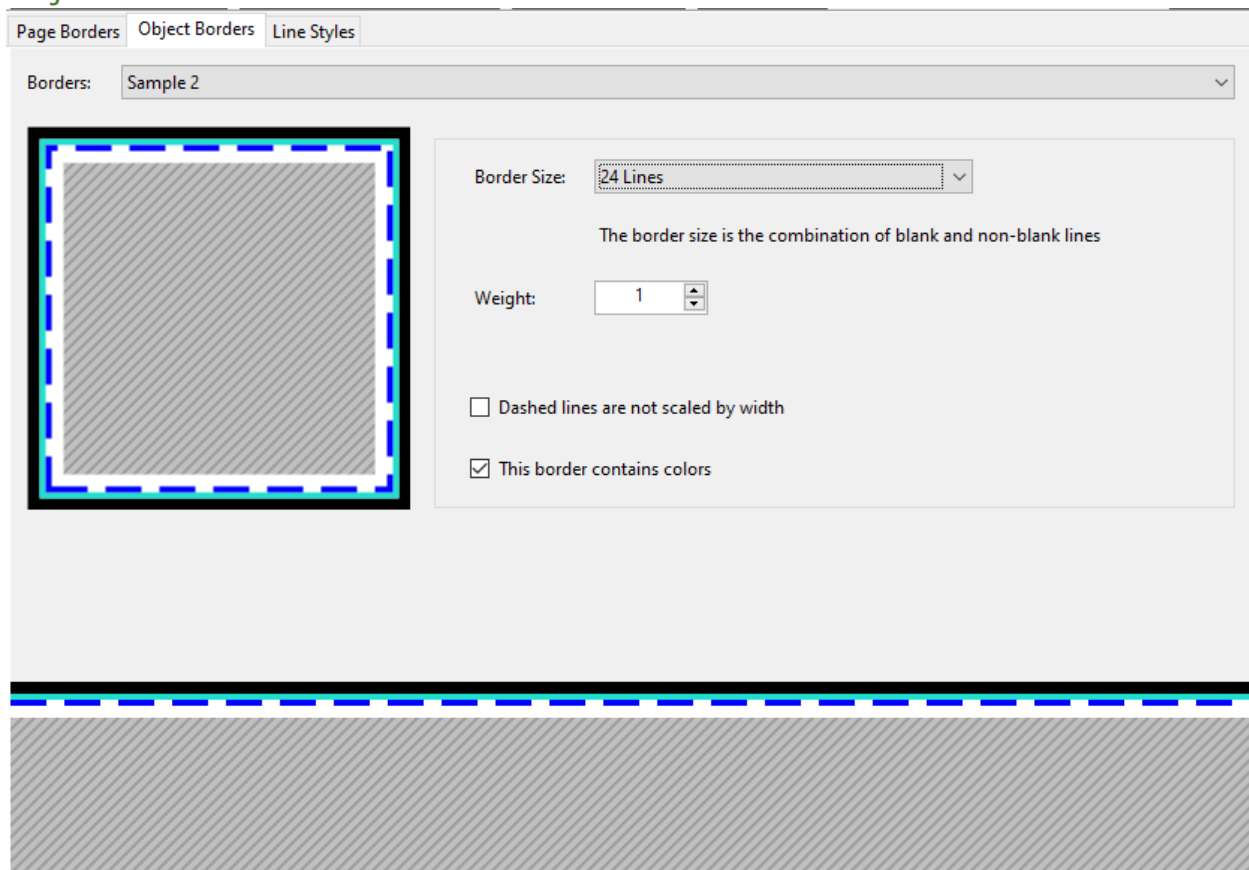 Page Borders Object Borders Line Styles
Borders: Sample 2
Border Size: 24 Lines
The border size is the combination of blank and non-blank lines
Weight: 1
Dashed lines are not scaled by width
This border contains colors